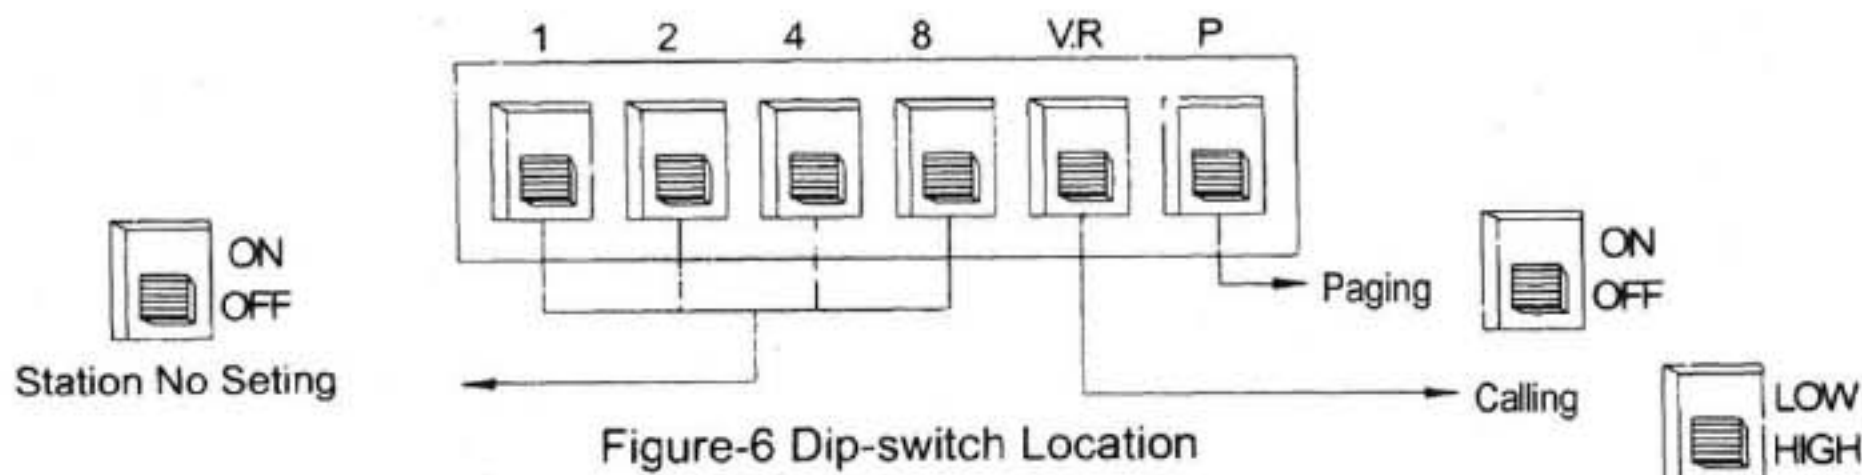 1 2 4 8 V.R P
ON
OFF
Station No Seting
Paging
ON
OFF
Calling
LOW
HIGH
Figure-6 Dip-switch Location